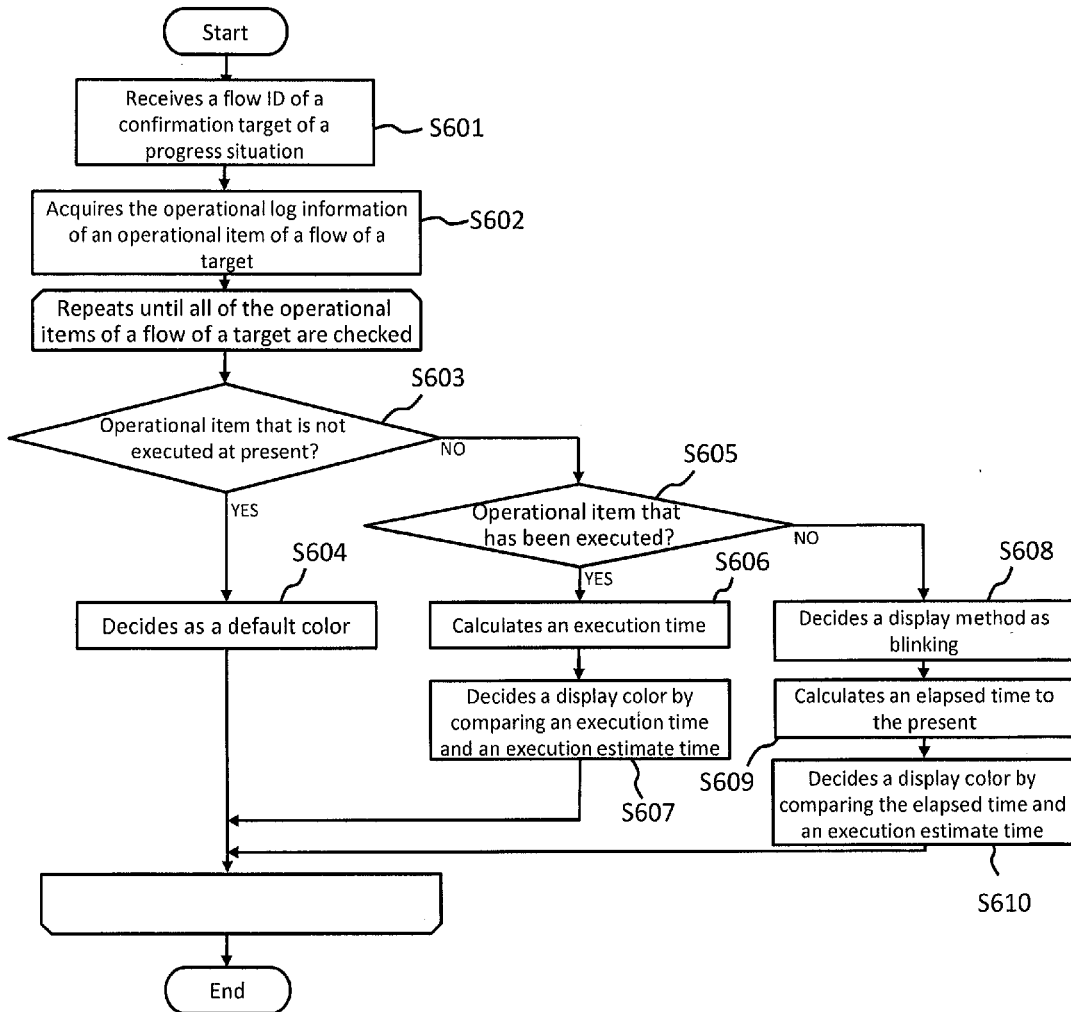 Start
Receives a flow ID of a
confirmation target of a
progress situation
S601
Acquires the operational log information
of an operational item of a flow of a
target
S602
Repeats until all of the operational
items of a flow of a target are checked
S603
Operational item that is not
executed at present?
NO
YES
S605
Operational item that
has been executed?
NO
YES
S604
Decides as a default color
S606
Calculates an execution time
S608
Decides a display method as
blinking
Decides a display color by
comparing an execution time
and an execution estimate time
S607
Calculates an elapsed time to
the present
S609
Decides a display color by
comparing the elapsed time and
an execution estimate time
S610
End